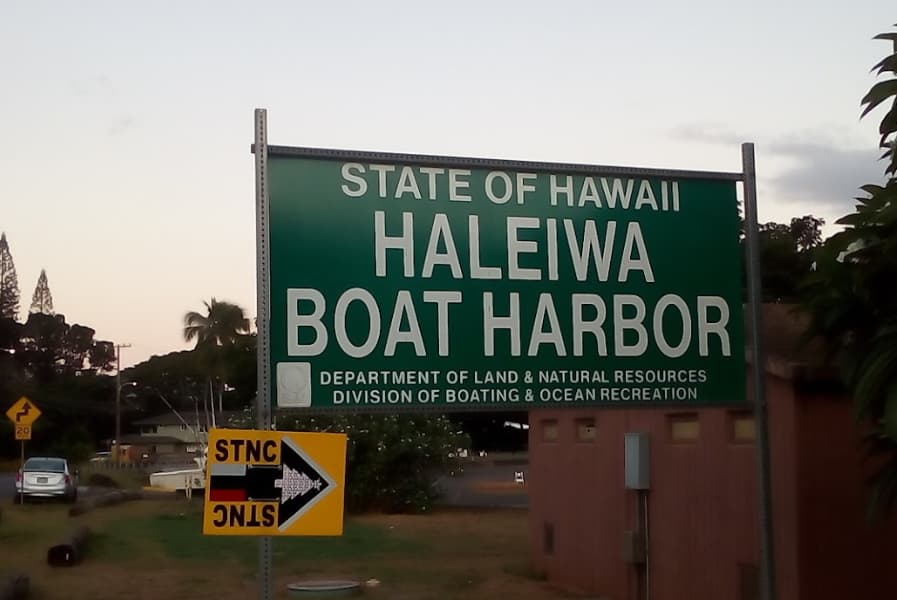 STATE OF HAWAII
HALEIWA
BOAT HARBOR
DEPARTMENT OF LAND & NATURAL RESOURCES
DIVISION OF BOATING & OCEAN RECREATION
STNC
STNC
20